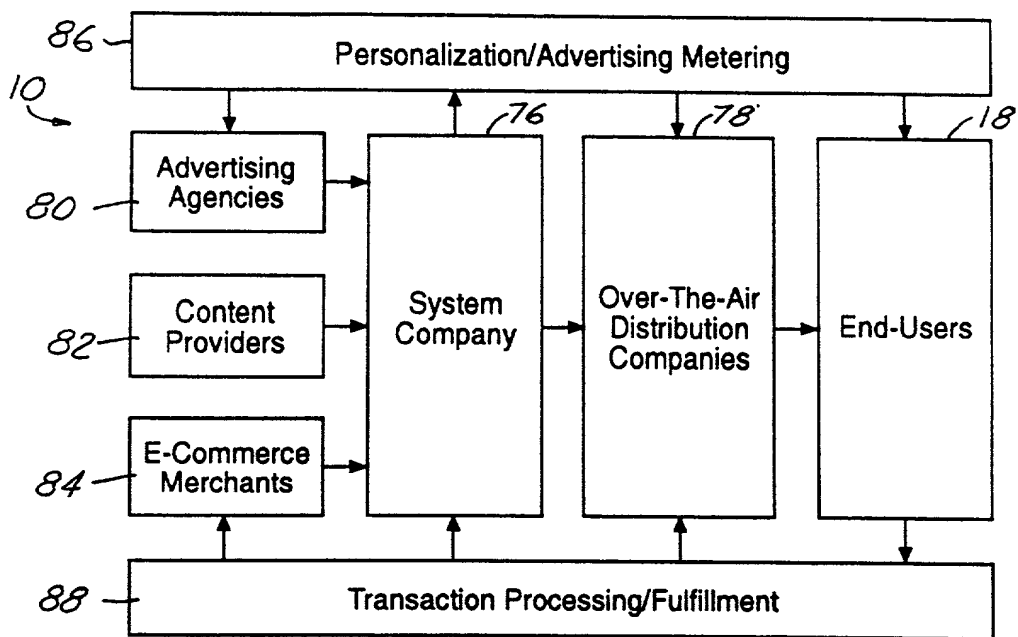 86
Personalization/Advertising Metering
10
76
78
18
Advertising
Agencies
80
Content
Providers
82
System
Company
Over-The-Air
Distribution
Companies
End-Users
E-Commerce
Merchants
84
88
Transaction Processing/Fulfillment